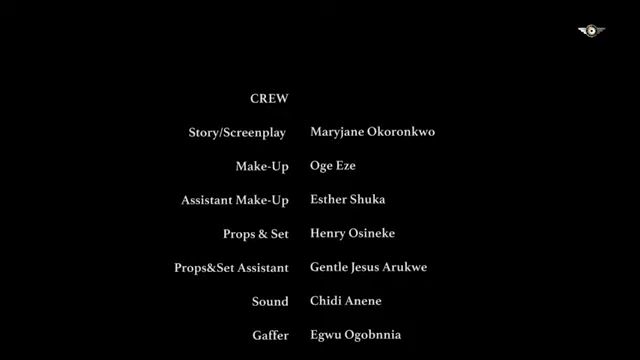 CREW
Story/Screenplay Maryjane Okoronkwo
Make-Up Oge Eze
Assistant Make-Up Esther Shuka
Props & Set Henry Osineke
Props&Set Assistant Gentle Jesus Arukwe
Sound Chidi Anene
Gaffer Egwu Ogobnnia